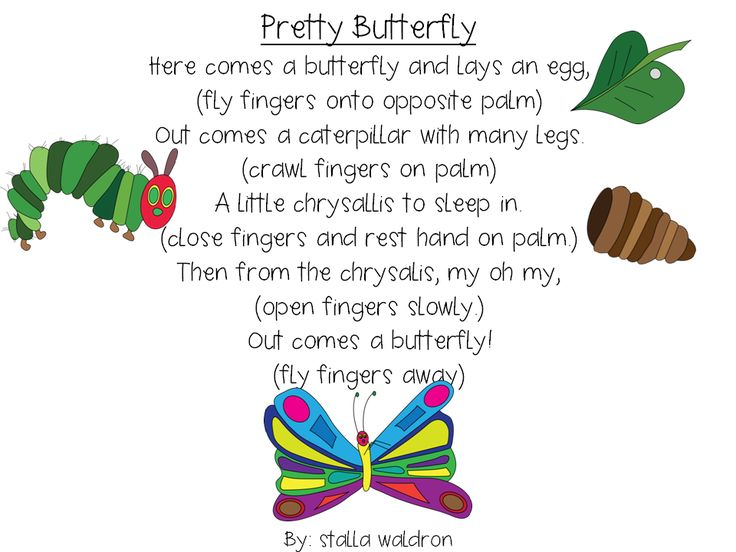 Pretty Butterfly
Here comes a butterfly and lays an egg,
(fly fingers onto opposite palm)
Out comes a caterpillar with many legs.
(crawl fingers on palm)
A little chrysallis to sleep in.
(close fingers and rest hand on palm.)
Then from the chrysalis, my oh my,
(open fingers slowly.)
Out comes a butterfly!
(fly fingers away)
By: stalla waldron